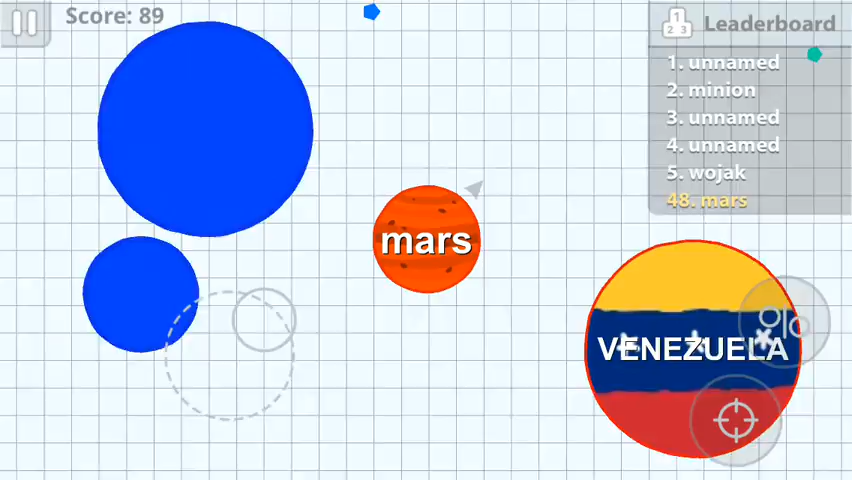 Score: 89
Leaderboard
1. unnamed
2. minion
3. unnamed
4. unnamed
5. wojak
48. mars
mars
VENEZUELA